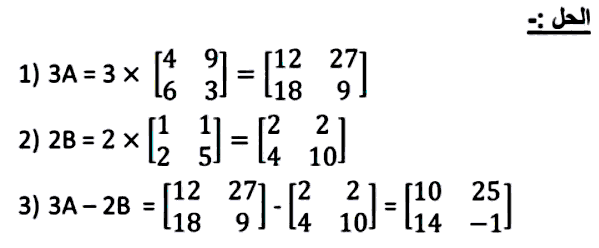 الحل :-
1) 3A = 3 × [4 9; 6 3] = [12 27; 18 9]
2) 2B = 2 × [1 1; 2 5] = [2 2; 4 10]
3) 3A – 2B = [12 27; 18 9] - [2 2; 4 10] = [10 25; 14 −1]